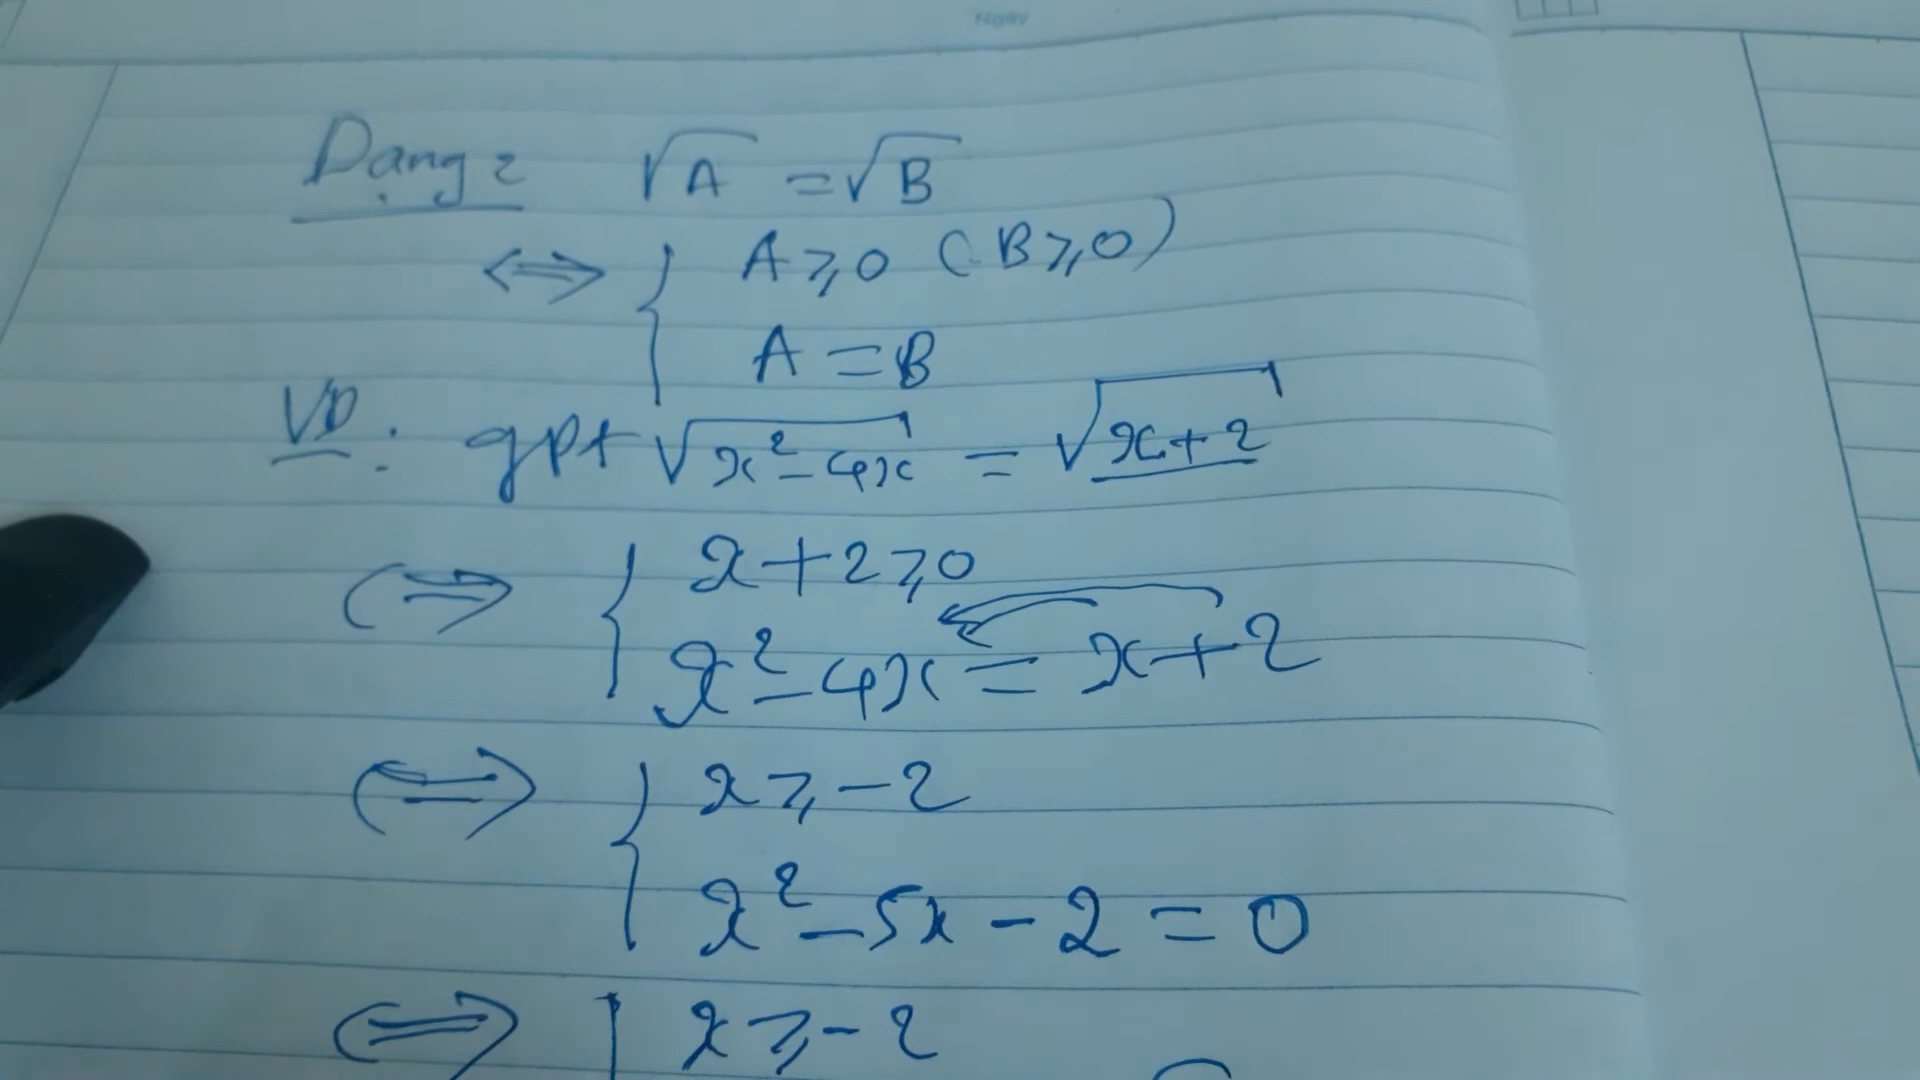 Ngày
Dạng 2 √A = √B
⇔ { A ≥ 0 (B ≥ 0)
A = B
VD: gpt √x² - 4x = √x + 2
⇔ { x + 2 ≥ 0
x² - 4x = x + 2
⇔ { x ≥ -2
x² - 5x - 2 = 0
⇔ { x ≥ -2